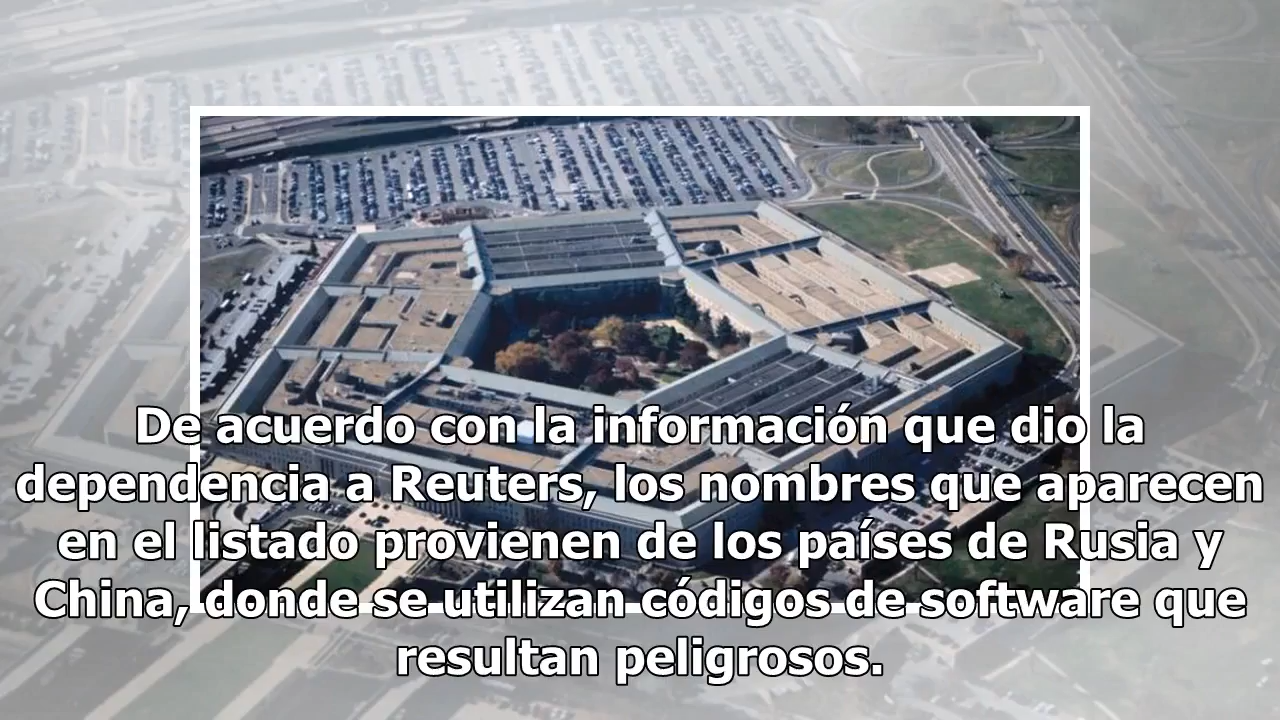 De acuerdo con la información que dio la
dependencia a Reuters, los nombres que aparecen
en el listado provienen de los países de Rusia y
China, donde se utilizan códigos de software que
resultan peligrosos.